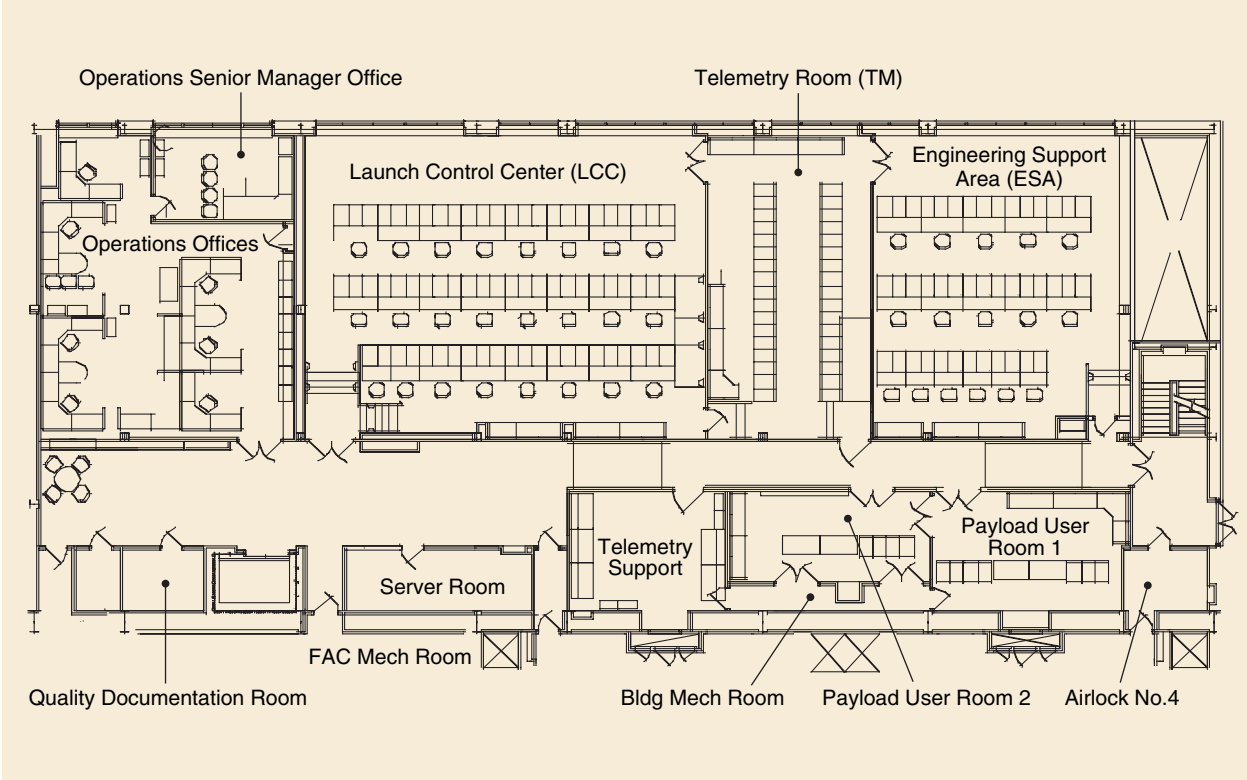 Operations Senior Manager Office
Telemetry Room (TM)
Launch Control Center (LCC)
Engineering Support
Area (ESA)
Operations Offices
Telemetry
Support
Payload User
Room 1
Server Room
FAC Mech Room
Quality Documentation Room
Bldg Mech Room
Payload User Room 2
Airlock No.4